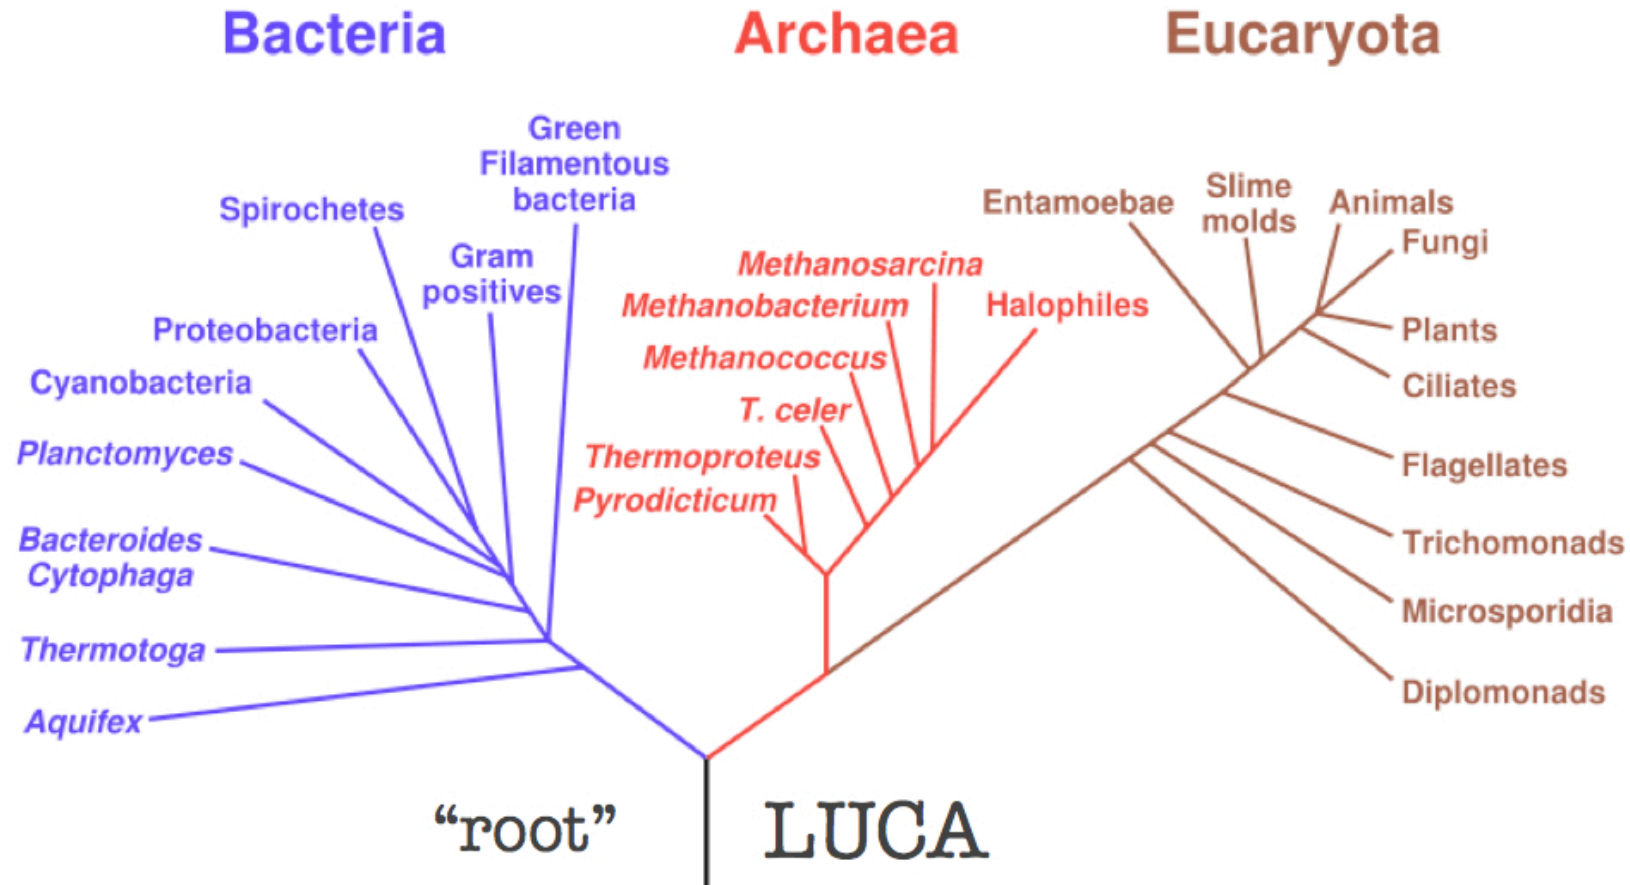 Bacteria
Archaea
Eucaryota
Green
Filamentous
bacteria
Spirochetes
Gram
positives
Proteobacteria
Cyanobacteria
Planctomyces
Bacteroides
Cytophaga
Thermotoga
Aquifex
Methanosarcina
Methanobacterium
Halophiles
Methanococcus
T. celer
Thermoproteus
Pyrodicticum
Entamoebae
Slime
molds
Animals
Fungi
Plants
Ciliates
Flagellates
Trichomonads
Microsporidia
Diplomonads
“root”
LUCA